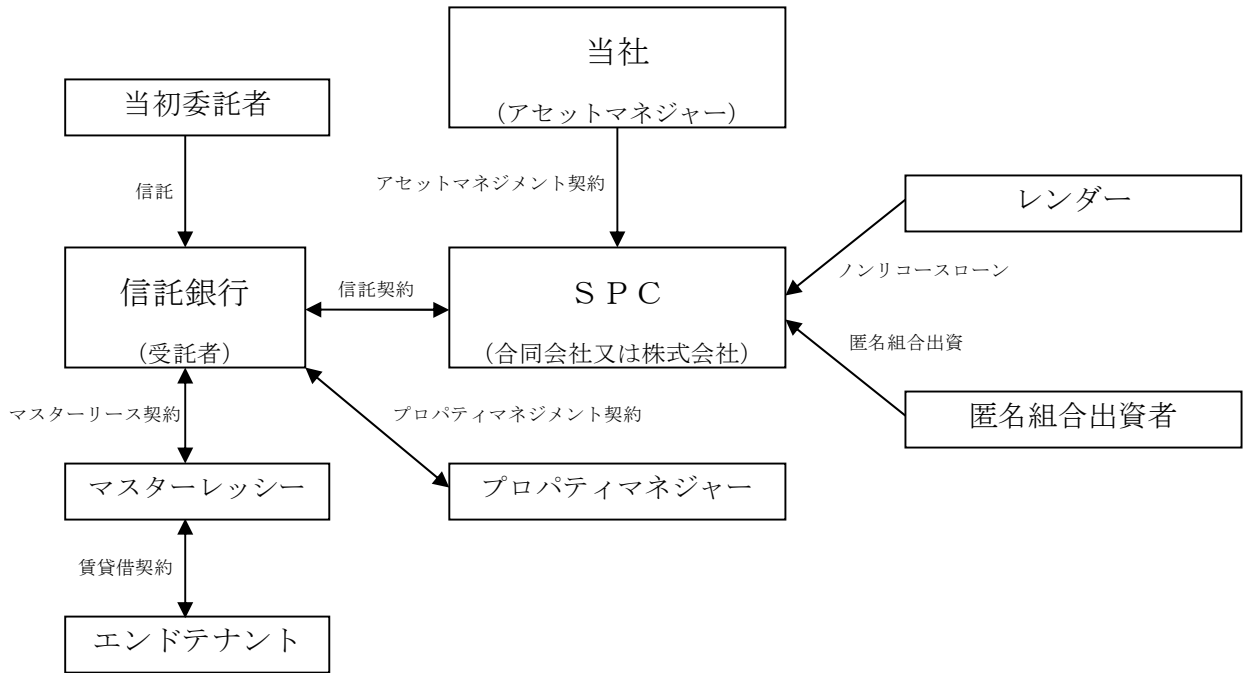 当社
（アセットマネジャー）
当初委託者
信託
アセットマネジメント契約
レンダー
ノンリコースローン
信託銀行
（受託者）
信託契約
ＳＰＣ
（合同会社又は株式会社）
匿名組合出資
匿名組合出資者
マスターリース契約
プロパティマネジメント契約
マスターレッシー
プロパティマネジャー
賃貸借契約
エンドテナント